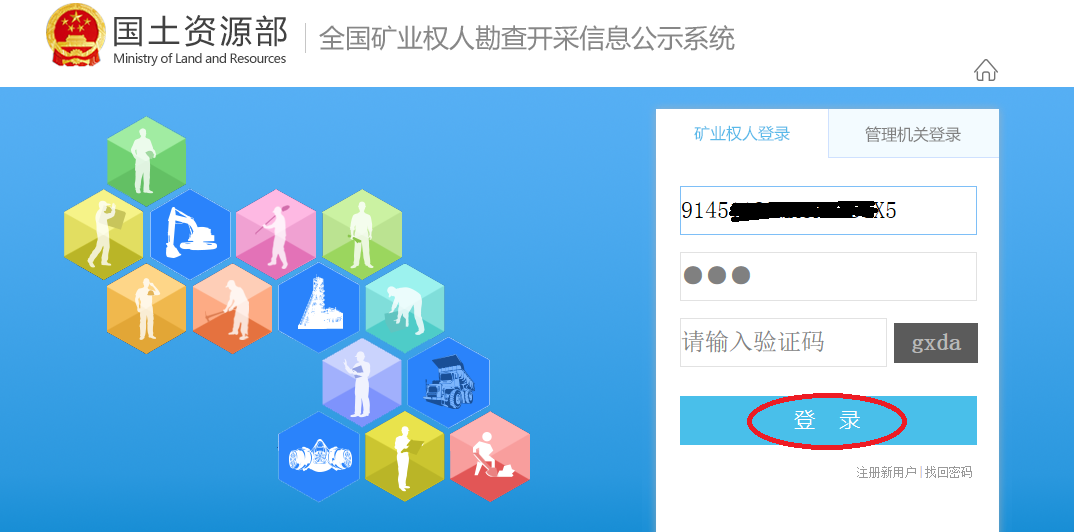 国土资源部
Ministry of Land and Resources
全国矿业权人勘查开采信息公示系统
矿业权人登录 管理机关登录
9145 X5
请输入验证码 gxda
登 录
注册新用户 | 找回密码